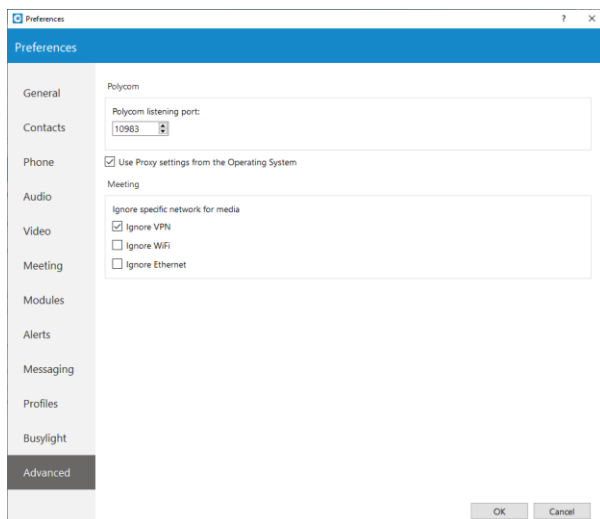 Preferences
?
Preferences
General
Contacts
Phone
Audio
Video
Meeting
Modules
Alerts
Messaging
Profiles
Busylight
Advanced
Polycom
Polycom listening port:
10983
Use Proxy settings from the Operating System
Meeting
Ignore specific network for media
Ignore VPN
Ignore WiFi
Ignore Ethernet
OK Cancel